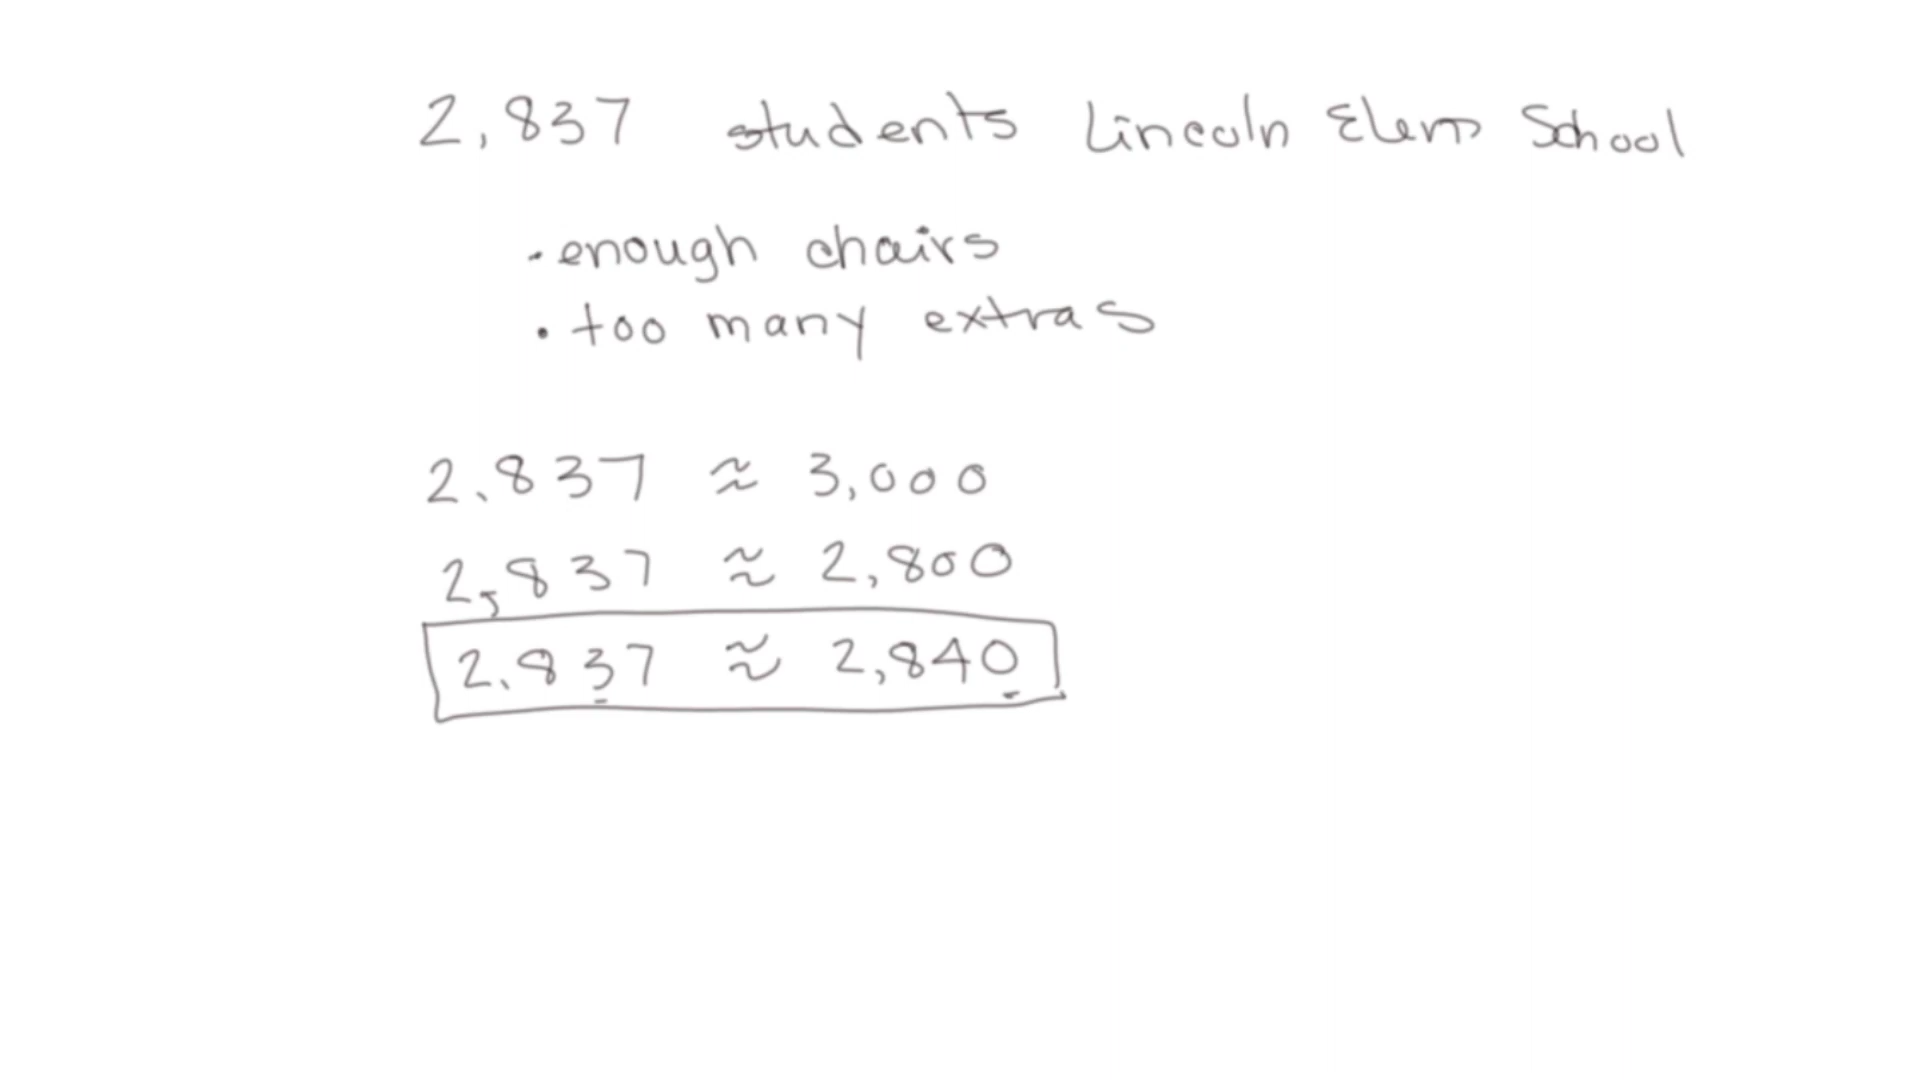 2,837 students Lincoln Elem School
· enough chairs
· too many extras
2,837 ≈ 3,000
2,837 ≈ 2,800
2,837 ≈ 2,840